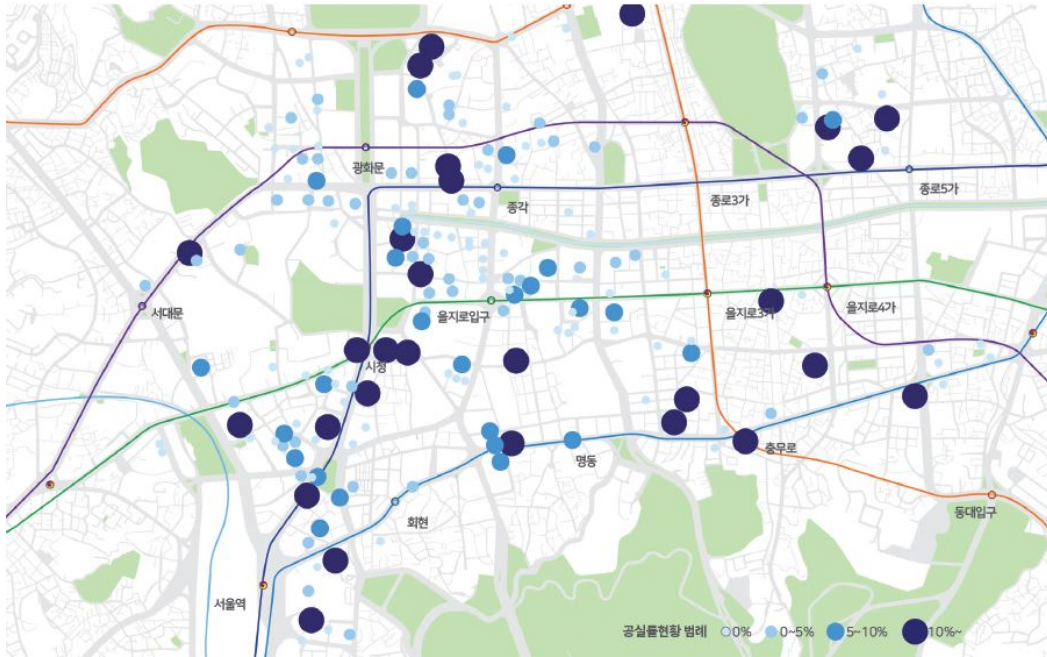 광화문
종각
종로3가
종로5가
서대문
을지로입구
을지로3가
을지로4가
시청
명동
충무로
회현
동대입구
서울역
공실률현황 범례 0% 0~5% 5~10% 10%~